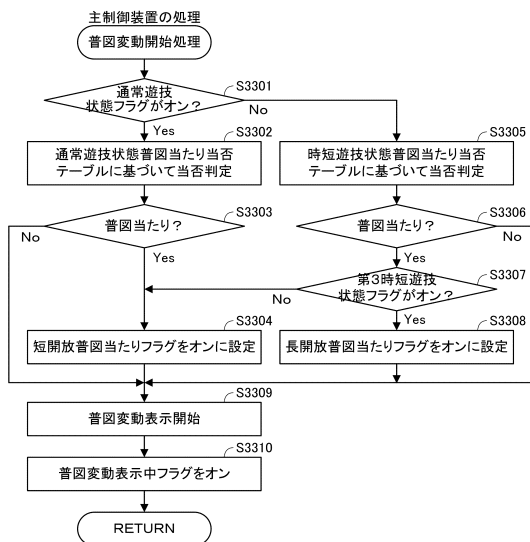 主制御装置の処理
普図変動開始処理
S3301
通常遊技
状態フラグがオン？
No
Yes
S3302
通常遊技状態普図当たり当否
テーブルに基づいて当否判定
S3305
時短遊技状態普図当たり当否
テーブルに基づいて当否判定
S3303
普図当たり？
No
Yes
S3306
普図当たり？
No
Yes
S3307
第３時短遊技
状態フラグがオン？
No
Yes
S3304
短開放普図当たりフラグをオンに設定
S3308
長開放普図当たりフラグをオンに設定
S3309
普図変動表示開始
S3310
普図変動表示中フラグをオン
RETURN